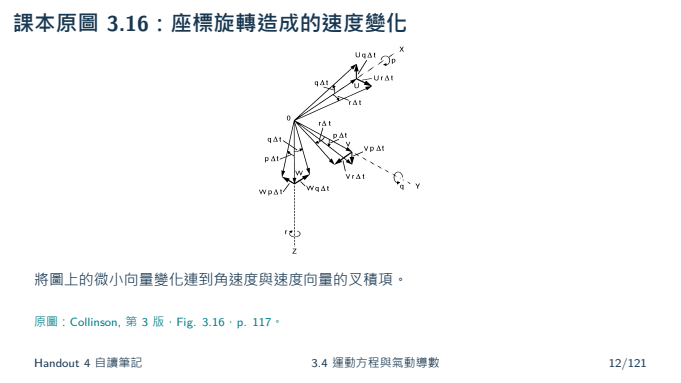 課本原圖 3.16：座標旋轉造成的速度變化
X
UqΔt
p
qΔt
U
UrΔt
rΔt
0
rΔt
pΔt
qΔt
V
VpΔt
pΔt
W
VrΔt
WpΔt
WqΔt
q
Y
r
Z
將圖上的微小向量變化連到角速度與速度向量的叉積項。
原圖：Collinson, 第 3 版，Fig. 3.16，p. 117。
Handout 4 自讀筆記
3.4 運動方程與氣動導數
12/121